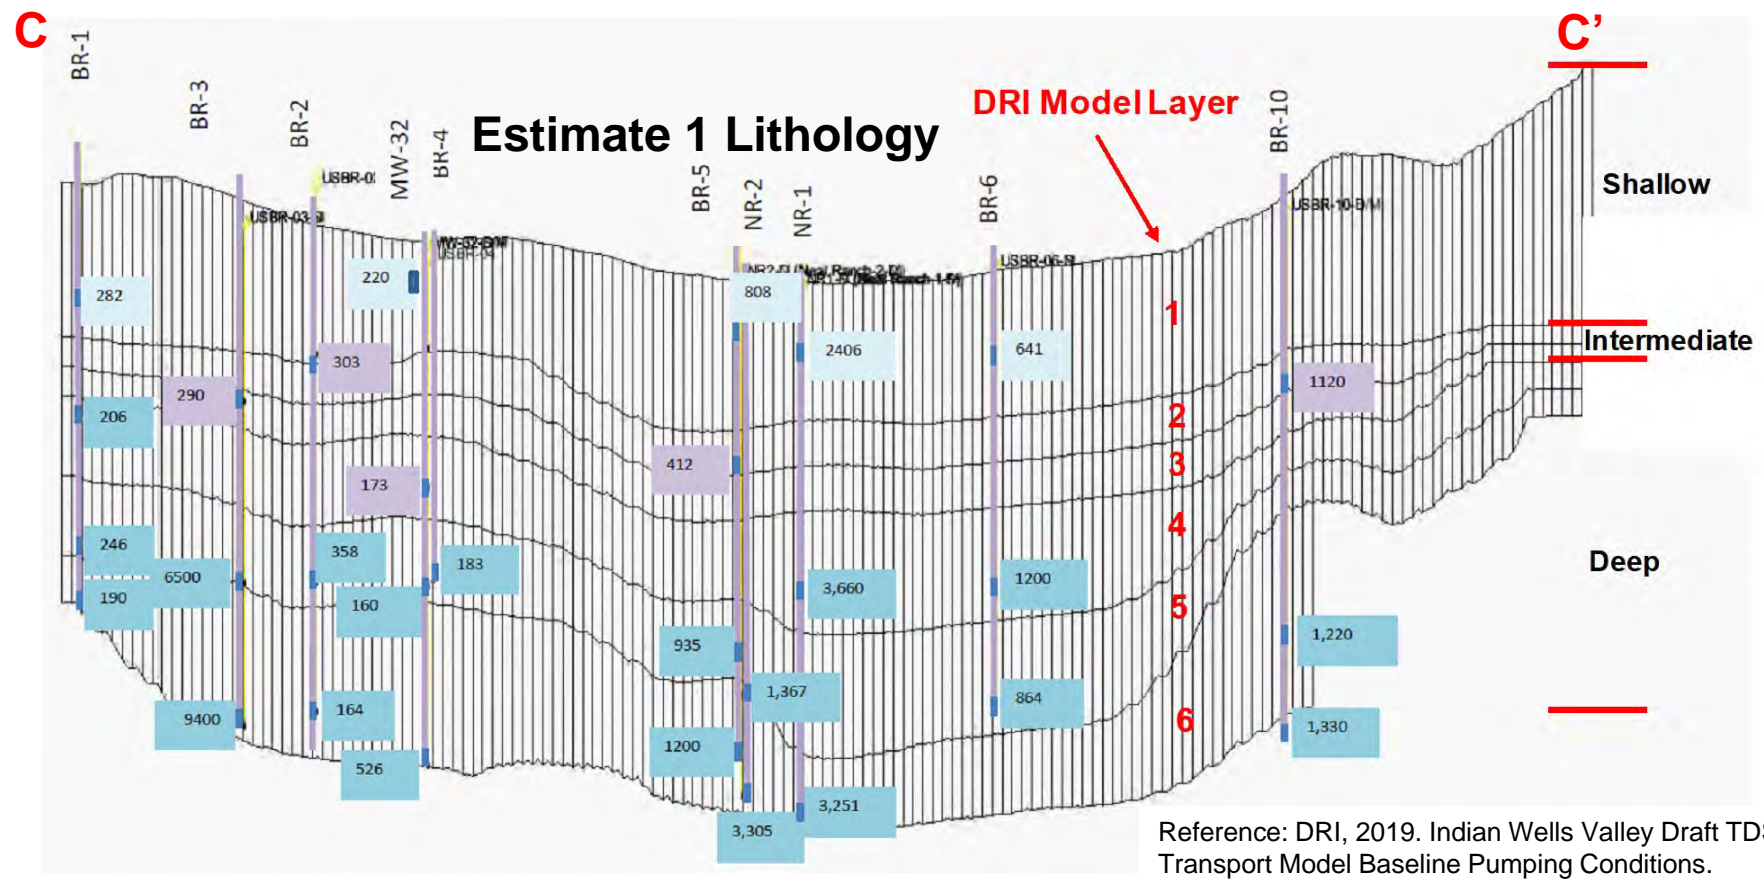 C
C’
BR-1
BR-3
BR-2
MW-32
BR-4
Estimate 1 Lithology
DRI Model Layer
BR-5
NR-2
NR-1
BR-6
BR-10
Shallow
Intermediate
Deep
USBR-0
USBR-04
USBR-10-D/M
282
220
808
303
2406
641
1
1120
290
206
2
412
3
173
4
246
6500
358
183
3,660
1200
190
160
5
935
1,220
1,367
9400
164
864
6
1200
526
1,330
3,251
3,305
Reference: DRI, 2019. Indian Wells Valley Draft
Transport Model Baseline Pumping Conditions.